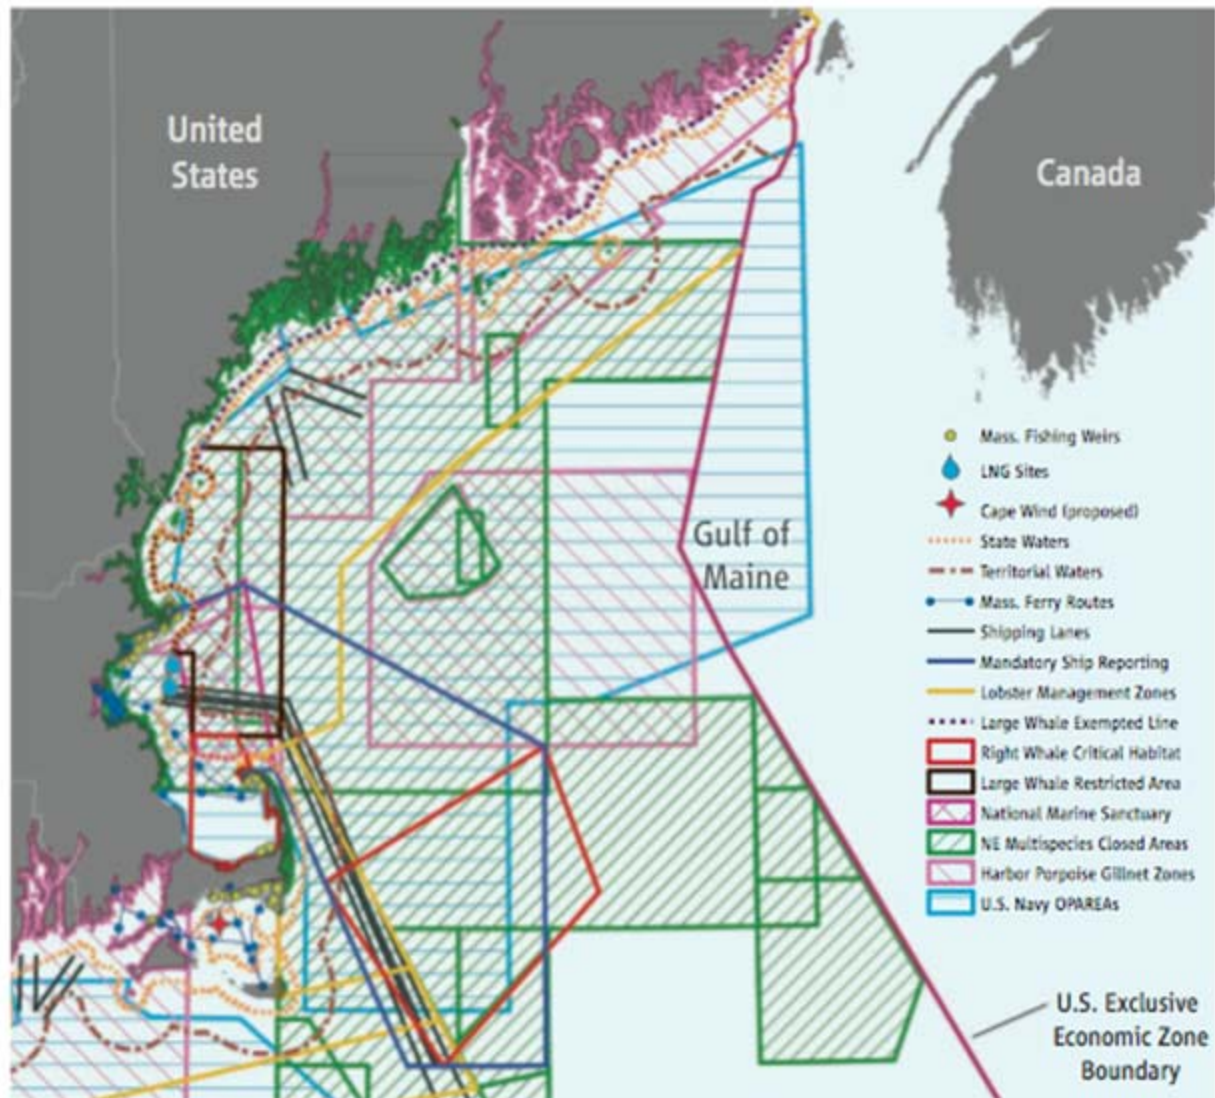 United
States
Canada
Gulf of
Maine
Mass. Fishing Weirs
LNG Sites
Cape Wind (proposed)
State Waters
Territorial Waters
Mass. Ferry Routes
Shipping Lanes
Mandatory Ship Reporting
Lobster Management Zones
Large Whale Exempted Line
Right Whale Critical Habitat
Large Whale Restricted Area
National Marine Sanctuary
NE Multispecies Closed Areas
Harbor Porpoise Gillnet Zones
U.S. Navy OPAREAs
U.S. Exclusive
Economic Zone
Boundary